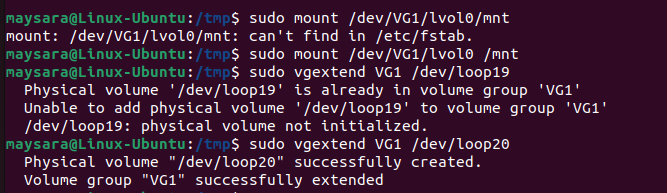 maysara@Linux-Ubuntu:/tmp$ sudo mount /dev/VG1/lvol0/mnt
mount: /dev/VG1/lvol0/mnt: can't find in /etc/fstab.
maysara@Linux-Ubuntu:/tmp$ sudo mount /dev/VG1/lvol0 /mnt
maysara@Linux-Ubuntu:/tmp$ sudo vgextend VG1 /dev/loop19
  Physical volume '/dev/loop19' is already in volume group 'VG1'
  Unable to add physical volume '/dev/loop19' to volume group 'VG1'
  /dev/loop19: physical volume not initialized.
maysara@Linux-Ubuntu:/tmp$ sudo vgextend VG1 /dev/loop20
  Physical volume "/dev/loop20" successfully created.
  Volume group "VG1" successfully extended